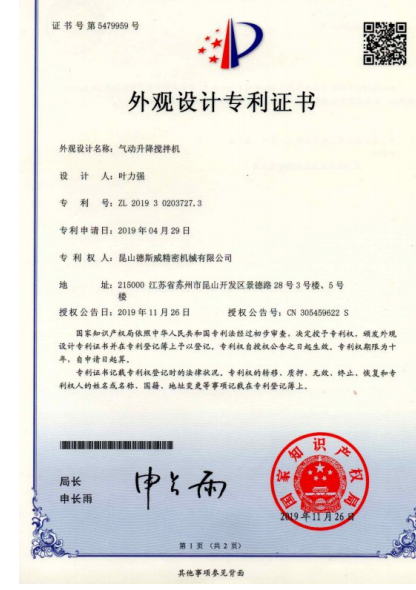 证书号第5479959号
外观设计专利证书
外观设计名称：气动升降搅拌机
设 计 人：叶力强
专 利 号：ZL 2019 3 0203727.3
专利申请日：2019年04月29日
专 利 权 人：昆山德斯威精密机械有限公司
地 址：215000 江苏省苏州市昆山开发区景德路28号3号楼、5号
楼
授权公告日：2019年11月26日 授权公告号：CN 305459622 S
国家知识产权局依照中华人民共和国专利法经过初步审查，决定授予专利权，颁发外观
设计专利证书并在专利登记簿上予以登记。专利权自授权公告之日起生效。专利权期限为十
年，自申请日起算。
专利证书记载专利权登记时的法律状况。专利权的转移、质押、无效、终止、恢复和专
利权人的姓名或名称、国籍、地址变更等事项记载在专利登记簿上。
局长
申长雨
申长雨
国家知识产权局
2019年11月26日
第 1 页 （共 2 页）
其他事项参见背面